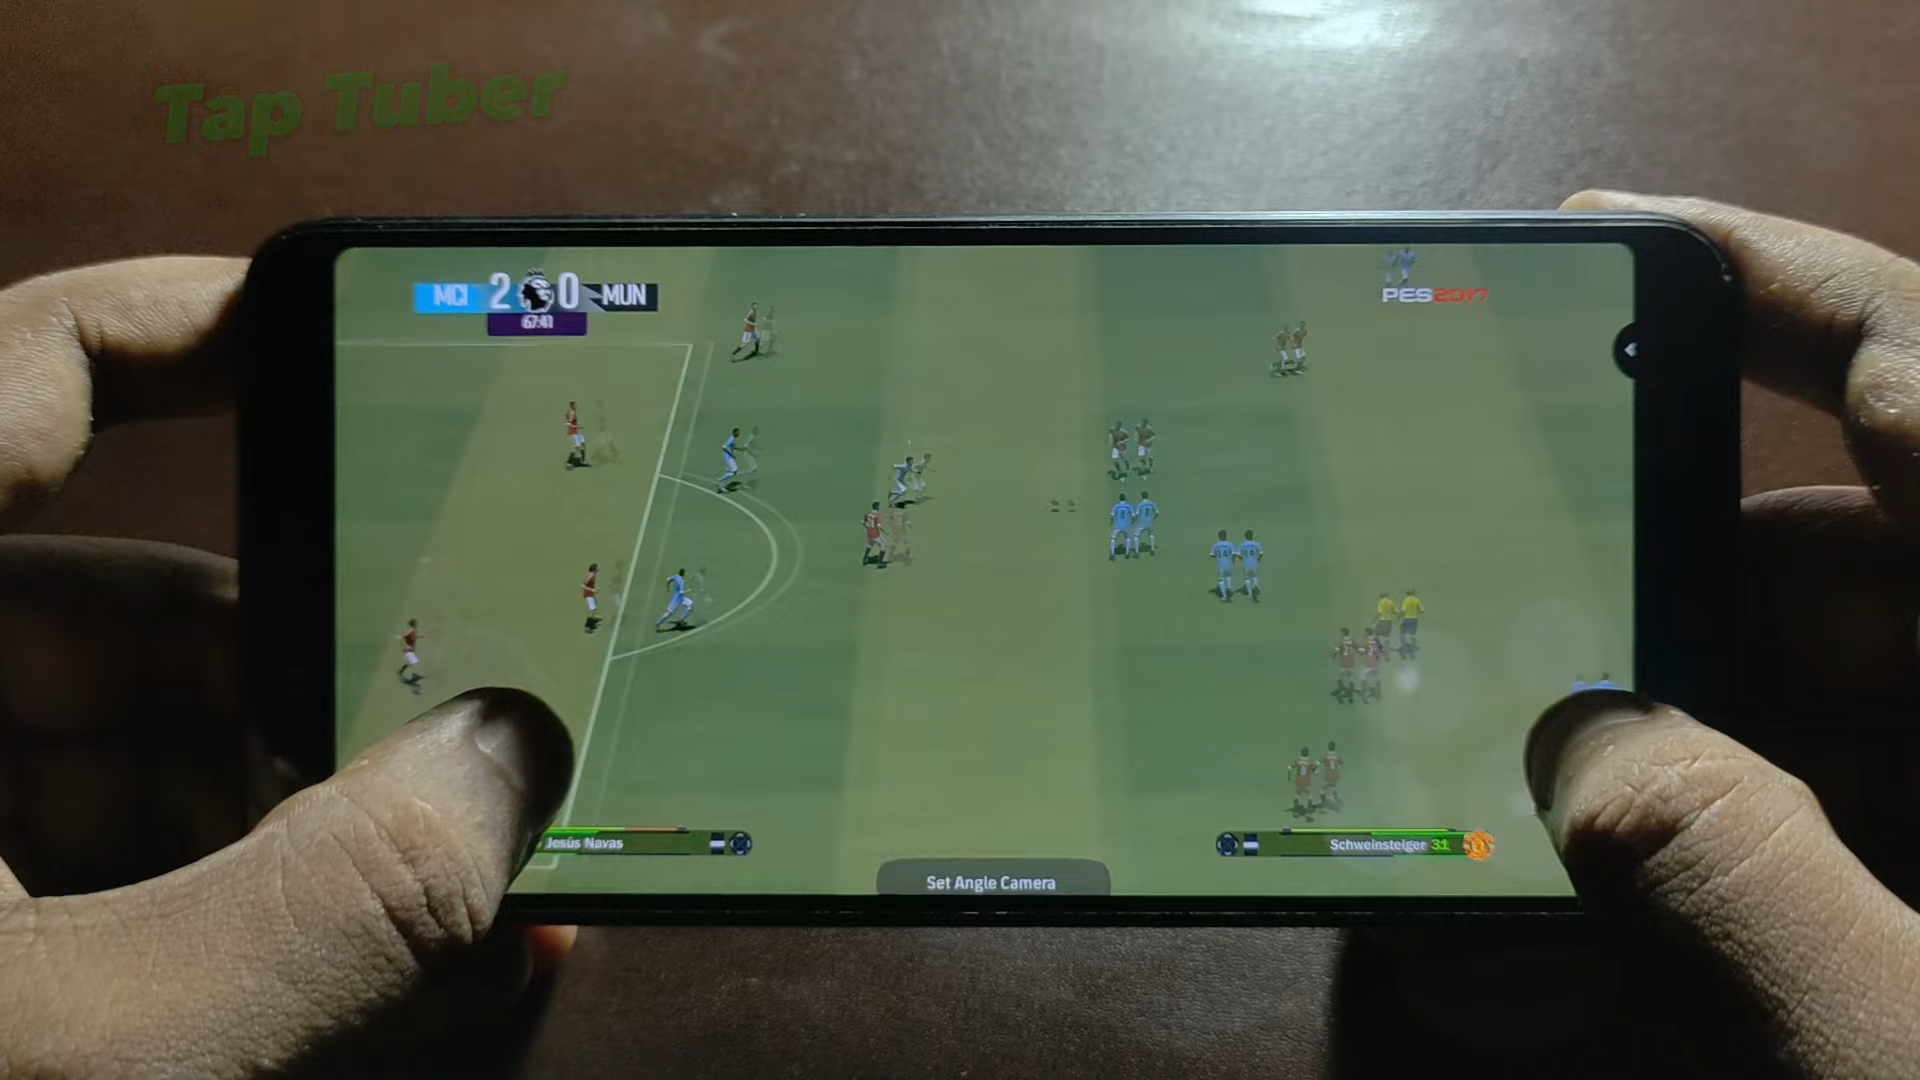 Tap Tuber
MCI 2 0 MUN
67:41
PES2017
Jesús Navas
Schweinsteiger 31
Set Angle Camera